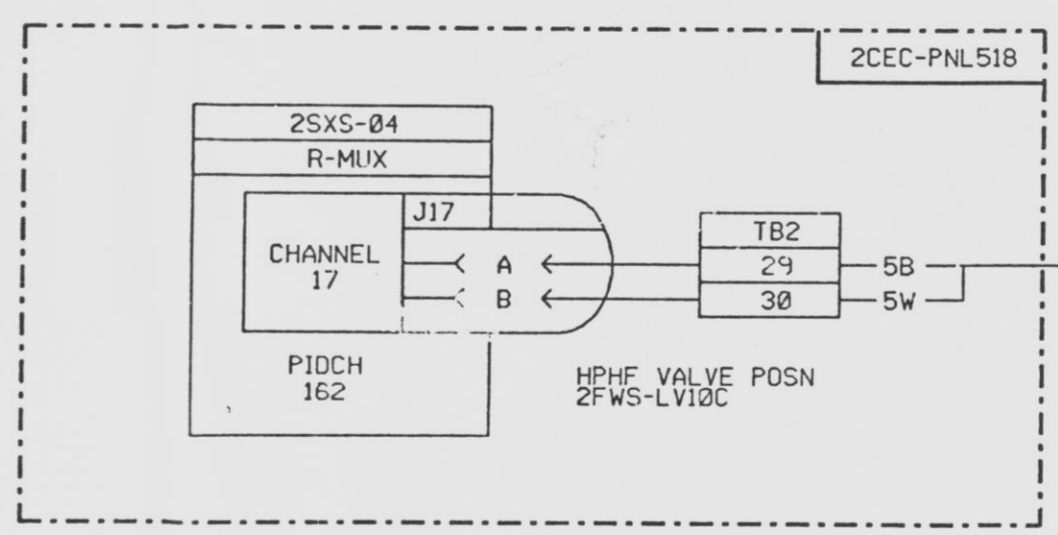 2CEC-PNL518
2SXS-04
R-MUX
J17
CHANNEL
17
A
B
TB2
29
30
5B
5W
PIDCH
162
HPHF VALVE POSN
2FWS-LV10C